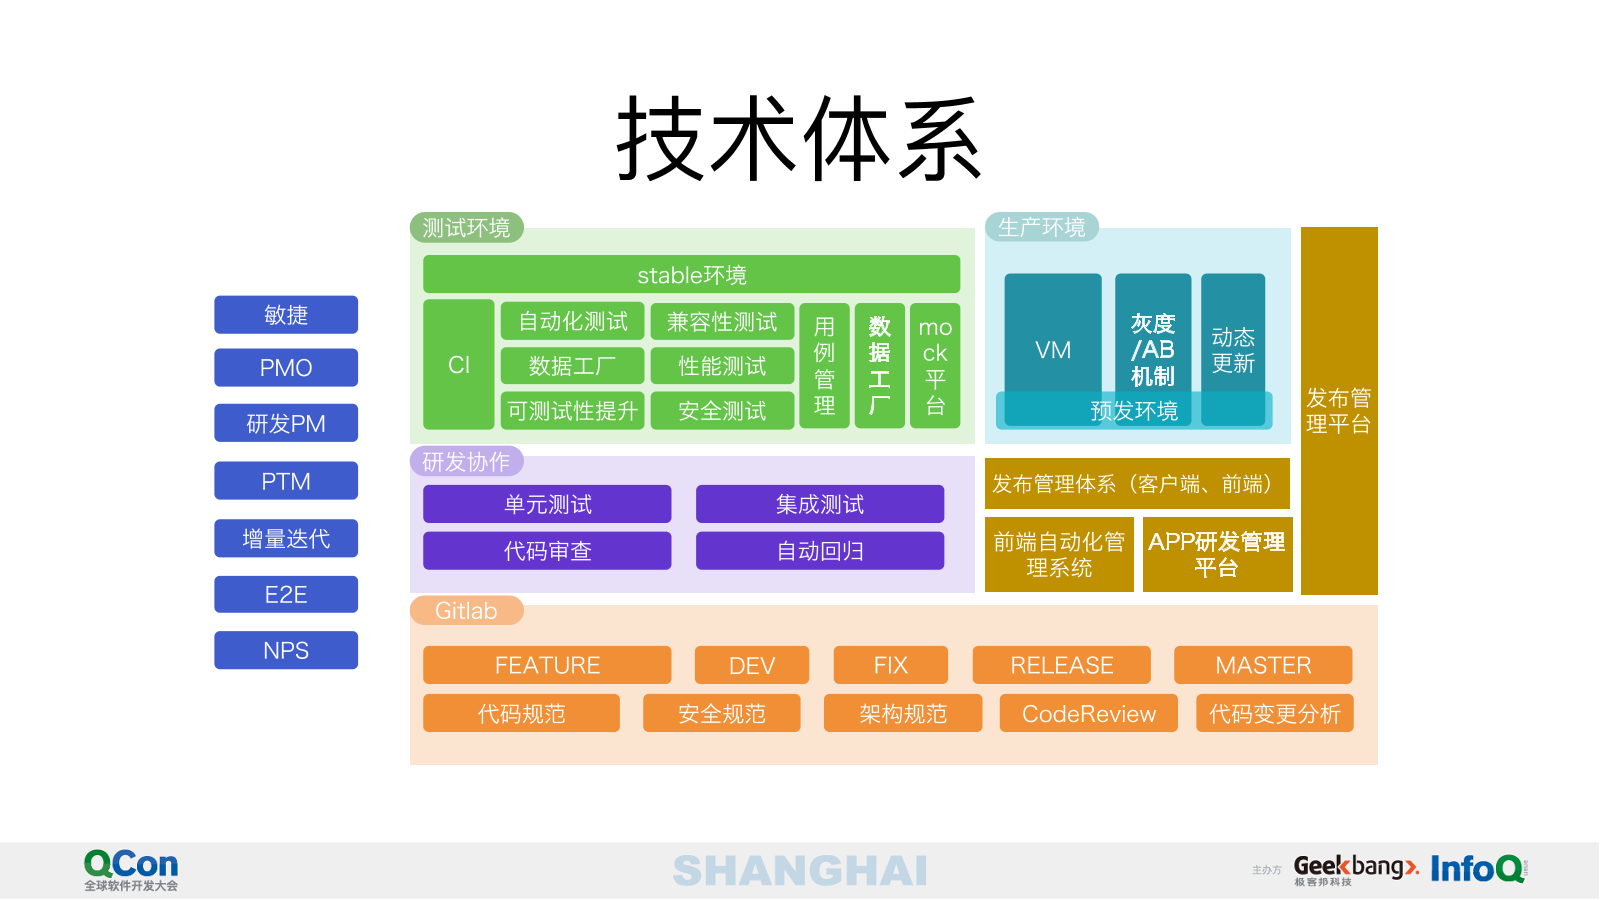 技术体系
敏捷
PMO
研发PM
PTM
增量迭代
E2E
NPS
测试环境
stable环境
CI
自动化测试
数据工厂
可测试性提升
兼容性测试
性能测试
安全测试
用
例
管
理
数
据
工
厂
mo
ck
平
台
生产环境
VM
灰度
/AB
机制
动态
更新
预发环境
发布管
理平台
研发协作
单元测试
集成测试
代码审查
自动回归
发布管理体系（客户端、前端）
前端自动化管
理系统
APP研发管理
平台
Gitlab
FEATURE
DEV
FIX
RELEASE
MASTER
代码规范
安全规范
架构规范
CodeReview
代码变更分析
QCon
全球软件开发大会
SHANGHAI
主办方
Geekbang
极客邦科技
InfoQ